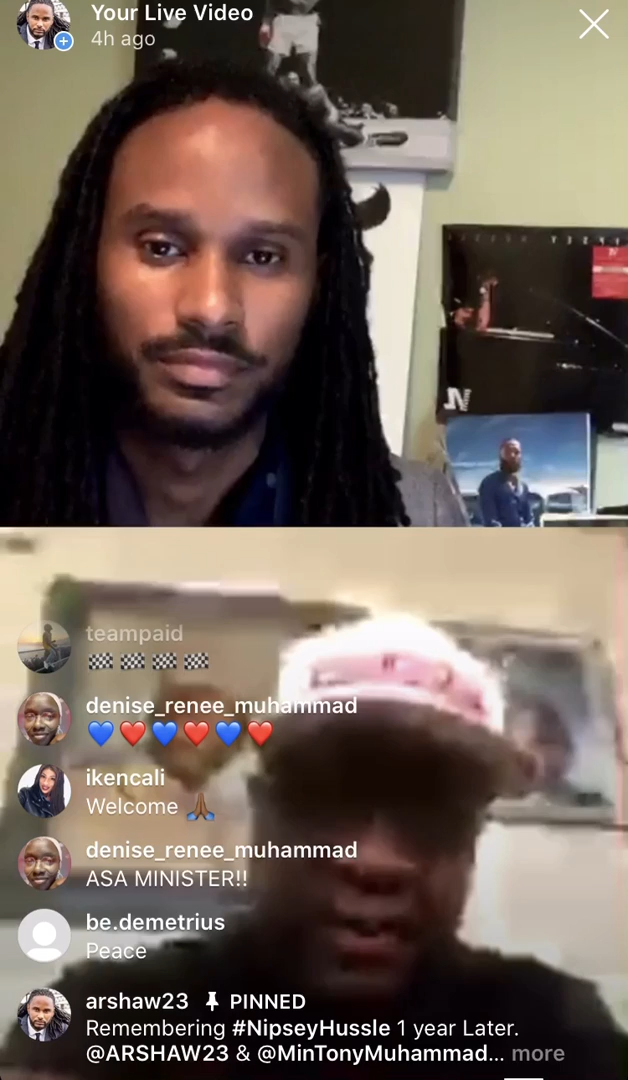 Your Live Video
4h ago
teampaid
🏁 🏁 🏁 🏁
denise_renee_muhammad
💙❤️💙❤️💙❤️
ikencali
Welcome 🙏🏾
denise_renee_muhammad
ASA MINISTER!!
be.demetrius
Peace
arshaw23 📌 PINNED
Remembering #NipseyHussle 1 year Later.
@ARSHAW23 & @MinTonyMuhammad... more